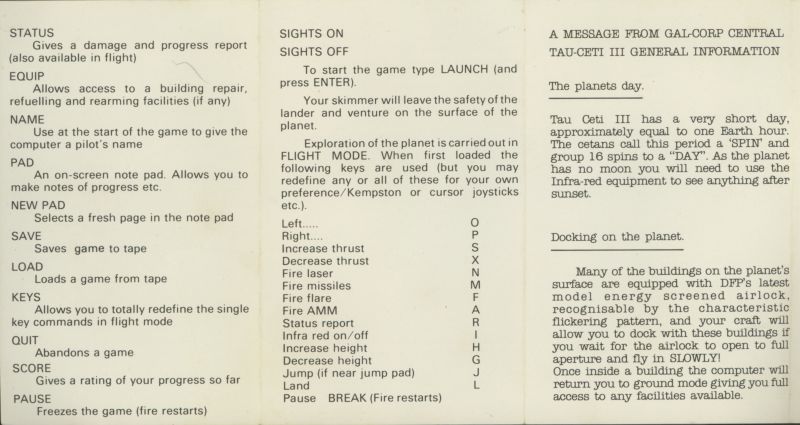 STATUS
Gives a damage and progress report
(also available in flight)
EQUIP
Allows access to a building repair,
refuelling and rearming facilities (if any)
NAME
Use at the start of the game to give the
computer a pilot's name
PAD
An on-screen note pad. Allows you to
make notes of progress etc.
NEW PAD
Selects a fresh page in the note pad
SAVE
Saves game to tape
LOAD
Loads a game from tape
KEYS
Allows you to totally redefine the single
key commands in flight mode
QUIT
Abandons a game
SCORE
Gives a rating of your progress so far
PAUSE
Freezes the game (fire restarts)
SIGHTS ON
SIGHTS OFF
To start the game type LAUNCH (and
press ENTER).
Your skimmer will leave the safety of the
lander and venture on the surface of the
planet.
Exploration of the planet is carried out in
FLIGHT MODE. When first loaded the
following keys are used (but you may
redefine any or all of these for your own
preference/Kempston or cursor joysticks
etc.).
Left..... O
Right.... P
Increase thrust S
Decrease thrust X
Fire laser N
Fire missiles M
Fire flare F
Fire AMM A
Status report R
Infra red on/off I
Increase height H
Decrease height G
Jump (if near jump pad) J
Land L
Pause BREAK (Fire restarts)
A MESSAGE FROM GAL-CORP CENTRAL
TAU-CETI III GENERAL INFORMATION
The planets day.
Tau Ceti III has a very short day,
approximately equal to one Earth hour.
The cetans call this period a 'SPIN' and
group 16 spins to a "DAY". As the planet
has no moon you will need to use the
Infra-red equipment to see anything after
sunset.
Docking on the planet.
Many of the buildings on the planet's
surface are equipped with DFP's latest
model energy screened airlock,
recognisable by the characteristic
flickering pattern, and your craft will
allow you to dock with these buildings if
you wait for the airlock to open to full
aperture and fly in SLOWLY!
Once inside a building the computer will
return you to ground mode giving you full
access to any facilities available.